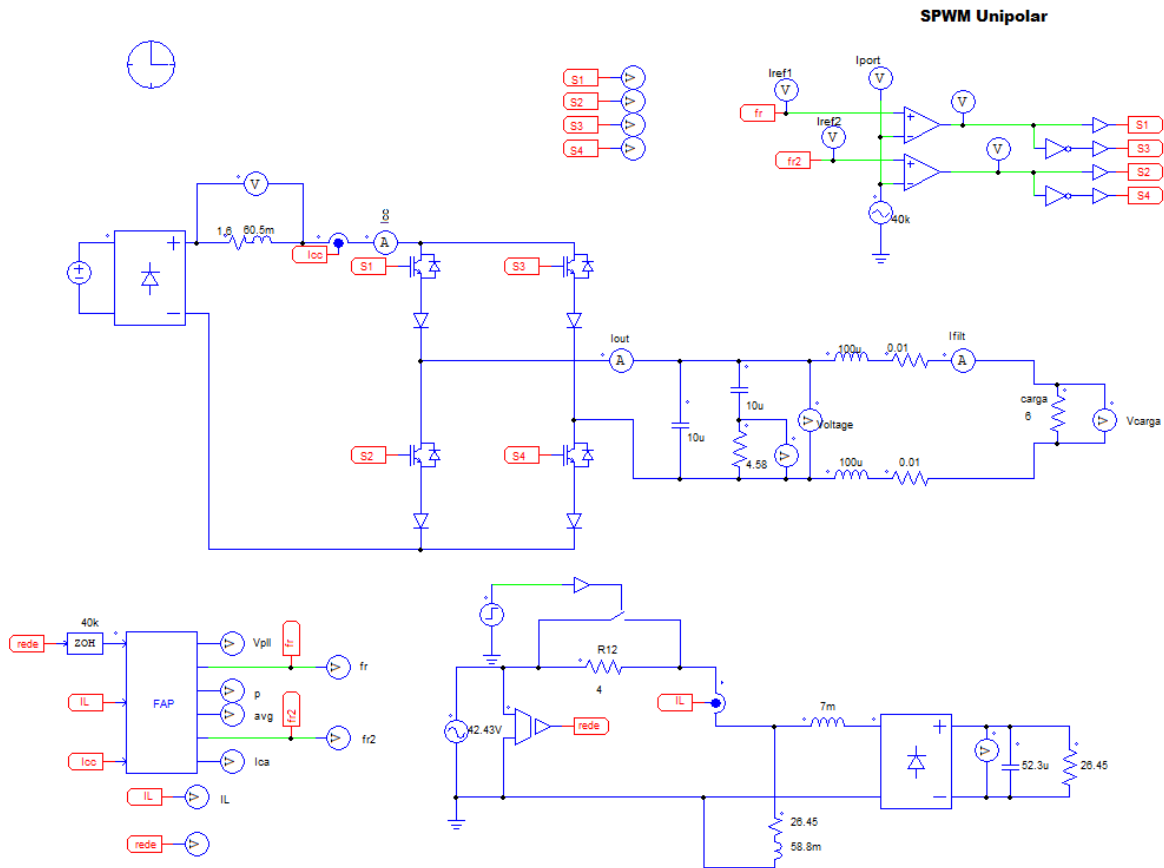 SPWM Unipolar
S1
S2
S3
S4
Iport
Iref1
Iref2
fr
fr2
V
V
V
V
V
S1
S3
S2
S4
40k
V
1.6
60.5m
Icc
A
S1
S3
S2
S4
Iout
A
10u
10u
4.58
V
V
Voltage
100u
0.01
Ifilt
A
100u
0.01
carga
6
V
Vcarga
40k
rede
ZOH
IL
Icc
FAP
V
Vpll
fr
V
fr
V
p
V
avg
fr2
V
fr2
V
Ica
IL
V
IL
rede
V
42.43V
R12
4
rede
IL
7m
26.45
58.8m
V
52.3u
26.45